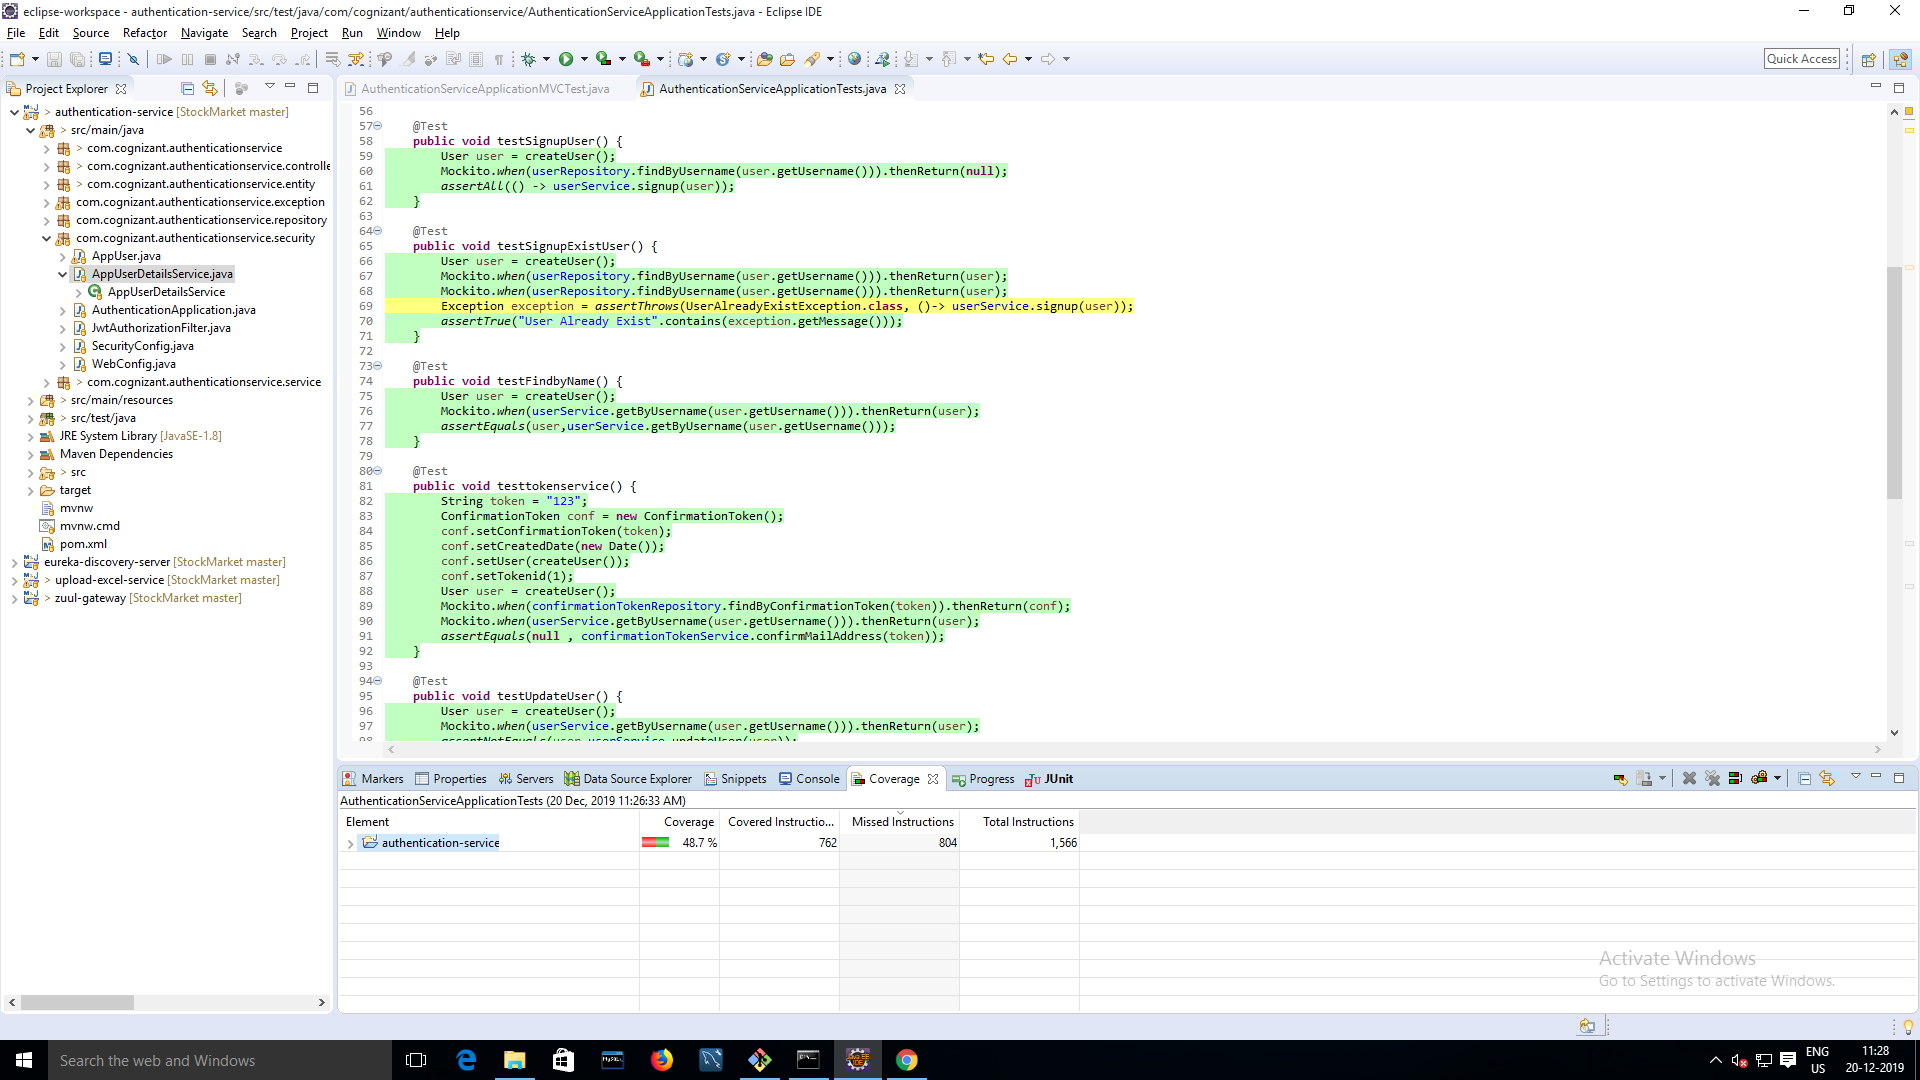 eclipse-workspace - authentication-service/src/test/java/com/cognizant/authenticationservice/AuthenticationServiceApplicationTests.java - Eclipse IDE
File Edit Source Refactor Navigate Search Project Run Window Help
Quick Access
Project Explorer
authentication-service [StockMarket master]
> src/main/java
> com.cognizant.authenticationservice
> com.cognizant.authenticationservice.controlle
> com.cognizant.authenticationservice.entity
com.cognizant.authenticationservice.exception
com.cognizant.authenticationservice.repository
com.cognizant.authenticationservice.security
AppUser.java
AppUserDetailsService.java
AppUserDetailsService
AuthenticationApplication.java
JwtAuthorizationFilter.java
SecurityConfig.java
WebConfig.java
> com.cognizant.authenticationservice.service
> src/main/resources
> src/test/java
JRE System Library [JavaSE-1.8]
Maven Dependencies
> src
target
mvnw
mvnw.cmd
pom.xml
eureka-discovery-server [StockMarket master]
> upload-excel-service [StockMarket master]
> zuul-gateway [StockMarket master]
AuthenticationServiceApplicationMVCTest.java AuthenticationServiceApplicationTests.java
56
57 @Test
58 public void testSignupUser() {
59 User user = createUser();
60 Mockito.when(userRepository.findByUsername(user.getUsername())).thenReturn(null);
61 assertAll(() -> userService.signup(user));
62 }
63
64 @Test
65 public void testSignupExistUser() {
66 User user = createUser();
67 Mockito.when(userRepository.findByUsername(user.getUsername())).thenReturn(user);
68 Mockito.when(userRepository.findByUsername(user.getUsername())).thenReturn(user);
69 Exception exception = assertThrows(UserAlreadyExistException.class, ()-> userService.signup(user));
70 assertTrue("User Already Exist".contains(exception.getMessage()));
71 }
72
73 @Test
74 public void testFindbyName() {
75 User user = createUser();
76 Mockito.when(userService.getByUsername(user.getUsername())).thenReturn(user);
77 assertEquals(user,userService.getByUsername(user.getUsername()));
78 }
79
80 @Test
81 public void testtokenservice() {
82 String token = "123";
83 ConfirmationToken conf = new ConfirmationToken();
84 conf.setConfirmationToken(token);
85 conf.setCreatedDate(new Date());
86 conf.setUser(createUser());
87 conf.setTokenid(1);
88 User user = createUser();
89 Mockito.when(confirmationTokenRepository.findByConfirmationToken(token)).thenReturn(conf);
90 Mockito.when(userService.getByUsername(user.getUsername())).thenReturn(user);
91 assertEquals(null , confirmationTokenService.confirmMailAddress(token));
92 }
93
94 @Test
95 public void testUpdateUser() {
96 User user = createUser();
97 Mockito.when(userService.getByUsername(user.getUsername())).thenReturn(user);
98 assertNotEquals(user,userService.updateUser(user));
Markers Properties Servers Data Source Explorer Snippets Console Coverage Progress JUnit
AuthenticationServiceApplicationTests (20 Dec, 2019 11:26:33 AM)
Element Coverage Covered Instructio... Missed Instructions Total Instructions
authentication-service 48.7 % 762 804 1,566
Activate Windows
Go to Settings to activate Windows.
Search the web and Windows
ENG
US
11:28
20-12-2019